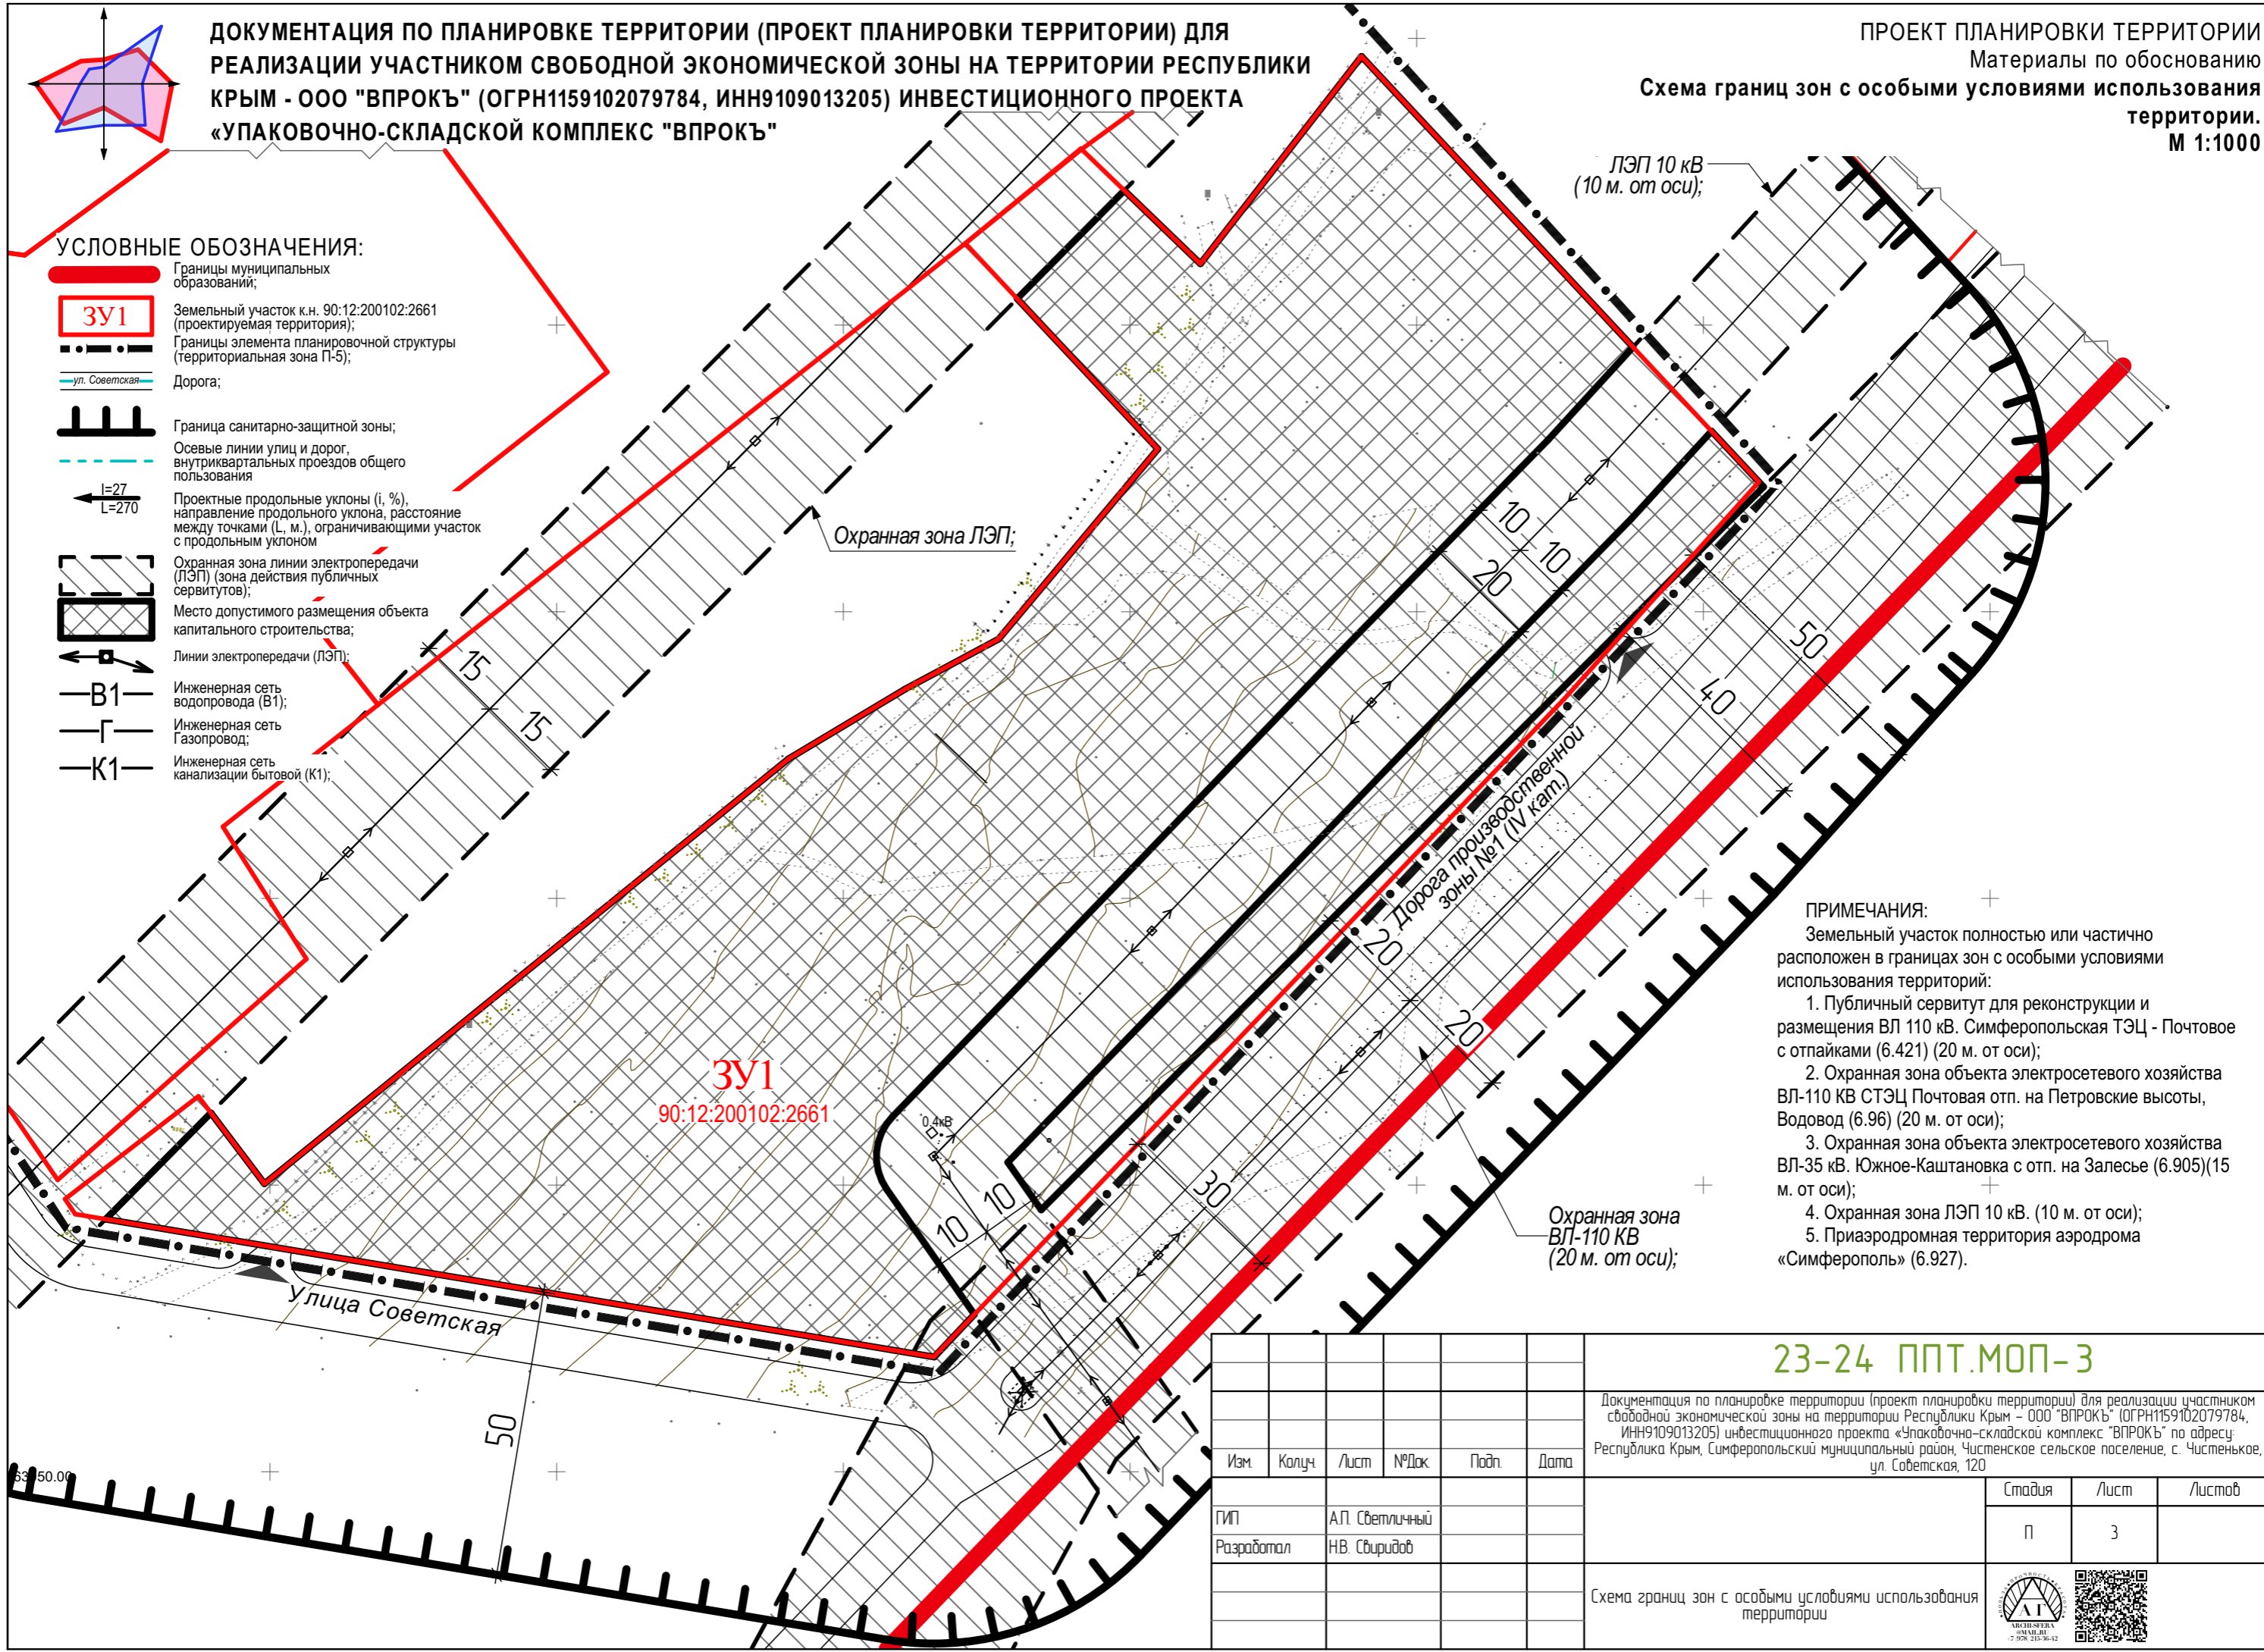 ДОКУМЕНТАЦИЯ ПО ПЛАНИРОВКЕ ТЕРРИТОРИИ (ПРОЕКТ ПЛАНИРОВКИ ТЕРРИТОРИИ) ДЛЯ
РЕАЛИЗАЦИИ УЧАСТНИКОМ СВОБОДНОЙ ЭКОНОМИЧЕСКОЙ ЗОНЫ НА ТЕРРИТОРИИ РЕСПУБЛИКИ
КРЫМ - ООО "ВПРОКЪ" (ОГРН1159102079784, ИНН9109013205) ИНВЕСТИЦИОННОГО ПРОЕКТА
«УПАКОВОЧНО-СКЛАДСКОЙ КОМПЛЕКС "ВПРОКЪ"
ПРОЕКТ ПЛАНИРОВКИ ТЕРРИТОРИИ
Материалы по обоснованию
Схема границ зон с особыми условиями использования
территории.
М 1:1000
ЛЭП 10 кВ
(10 м. от оси);
УСЛОВНЫЕ ОБОЗНАЧЕНИЯ:
Границы муниципальных
образований;
ЗУ1
Земельный участок к.н. 90:12:200102:2661
(проектируемая территория);
Границы элемента планировочной структуры
(территориальная зона П-5);
ул. Советская
Дорога;
Граница санитарно-защитной зоны;
Осевые линии улиц и дорог,
внутриквартальных проездов общего
пользования
I=27
L=270
Проектные продольные уклоны (i, %),
направление продольного уклона, расстояние
между точками (L, м.), ограничивающими участок
с продольным уклоном
Охранная зона линии электропередачи
(ЛЭП) (зона действия публичных
сервитутов);
Место допустимого размещения объекта
капитального строительства;
Линии электропередачи (ЛЭП);
В1
Инженерная сеть
водопровода (В1);
Г
Инженерная сеть
Газопровод;
К1
Инженерная сеть
канализации бытовой (К1);
Охранная зона ЛЭП;
15
15
10
10
20
50
40
Дорога производственной
зоны №1 (IV кат.)
20
20
30
10
10
0,4кВ
ЗУ1
90:12:200102:2661
Улица Советская
50
Охранная зона
ВЛ-110 КВ
(20 м. от оси);
ПРИМЕЧАНИЯ:
Земельный участок полностью или частично
расположен в границах зон с особыми условиями
использования территорий:
1. Публичный сервитут для реконструкции и
размещения ВЛ 110 кВ. Симферопольская ТЭЦ - Почтовое
с отпайками (6.421) (20 м. от оси);
2. Охранная зона объекта электросетевого хозяйства
ВЛ-110 КВ СТЭЦ Почтовая отп. на Петровские высоты,
Водовод (6.96) (20 м. от оси);
3. Охранная зона объекта электросетевого хозяйства
ВЛ-35 кВ. Южное-Каштановка с отп. на Залесье (6.905)(15
м. от оси);
4. Охранная зона ЛЭП 10 кВ. (10 м. от оси);
5. Приаэродромная территория аэродрома
«Симферополь» (6.927).
23-24 ППТ.МОП-3
Документация по планировке территории (проект планировки территории) для реализации участником
свободной экономической зоны на территории Республики Крым - ООО "ВПРОКЪ" (ОГРН1159102079784,
ИНН9109013205) инвестиционного проекта «Упаковочно-складской комплекс "ВПРОКЪ" по адресу:
Республика Крым, Симферопольский муниципальный район, Чистенское сельское поселение, с. Чистенькое,
ул. Советская, 120
Изм. Колуч. Лист №Док. Подп. Дата
Стадия Лист Листов
П 3
ГИП А.П. Светличный
Разработал Н.В. Свиридов
Схема границ зон с особыми условиями использования
территории
ARCHI-SFERA
@MAIL.RU